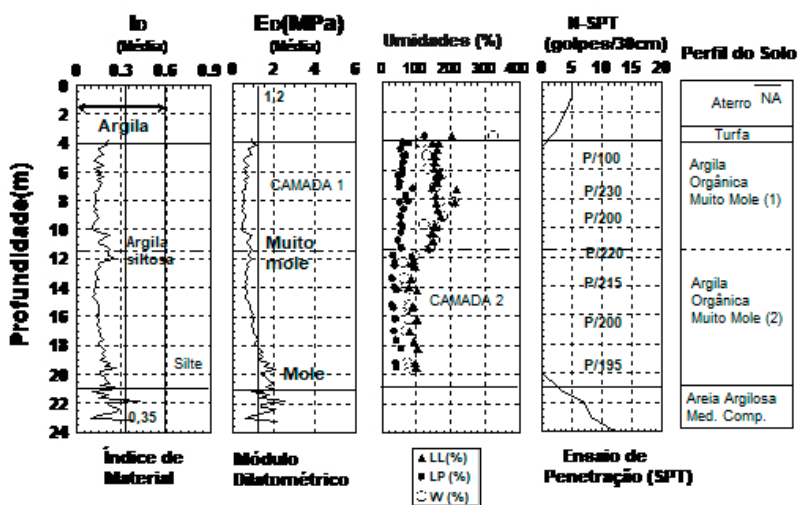 ID
(Média)
0 0.3 0.6 0.9
ED(MPa)
(Média)
0 2 4 6
Umidades (%)
0 100 200 300 400
N-SPT
(golpes/30cm)
0 5 10 15 20
Perfil do Solo
Profundidade(m)
0
2
4
6
8
10
12
14
16
18
20
22
24
Argila
Argila
siltosa
Silte
0,35
1,2
CAMADA 1
Muito
mole
Mole
CAMADA 2
P/100
P/230
P/200
P/220
P/215
P/200
P/195
Aterro
NA
Turfa
Argila
Orgânica
Muito Mole (1)
Argila
Orgânica
Muito Mole (2)
Areia Argilosa
Med. Comp.
Índice de
Material
Módulo
Dilatométrico
LL(%)
LP (%)
W (%)
Ensaio de
Penetração (SPT)